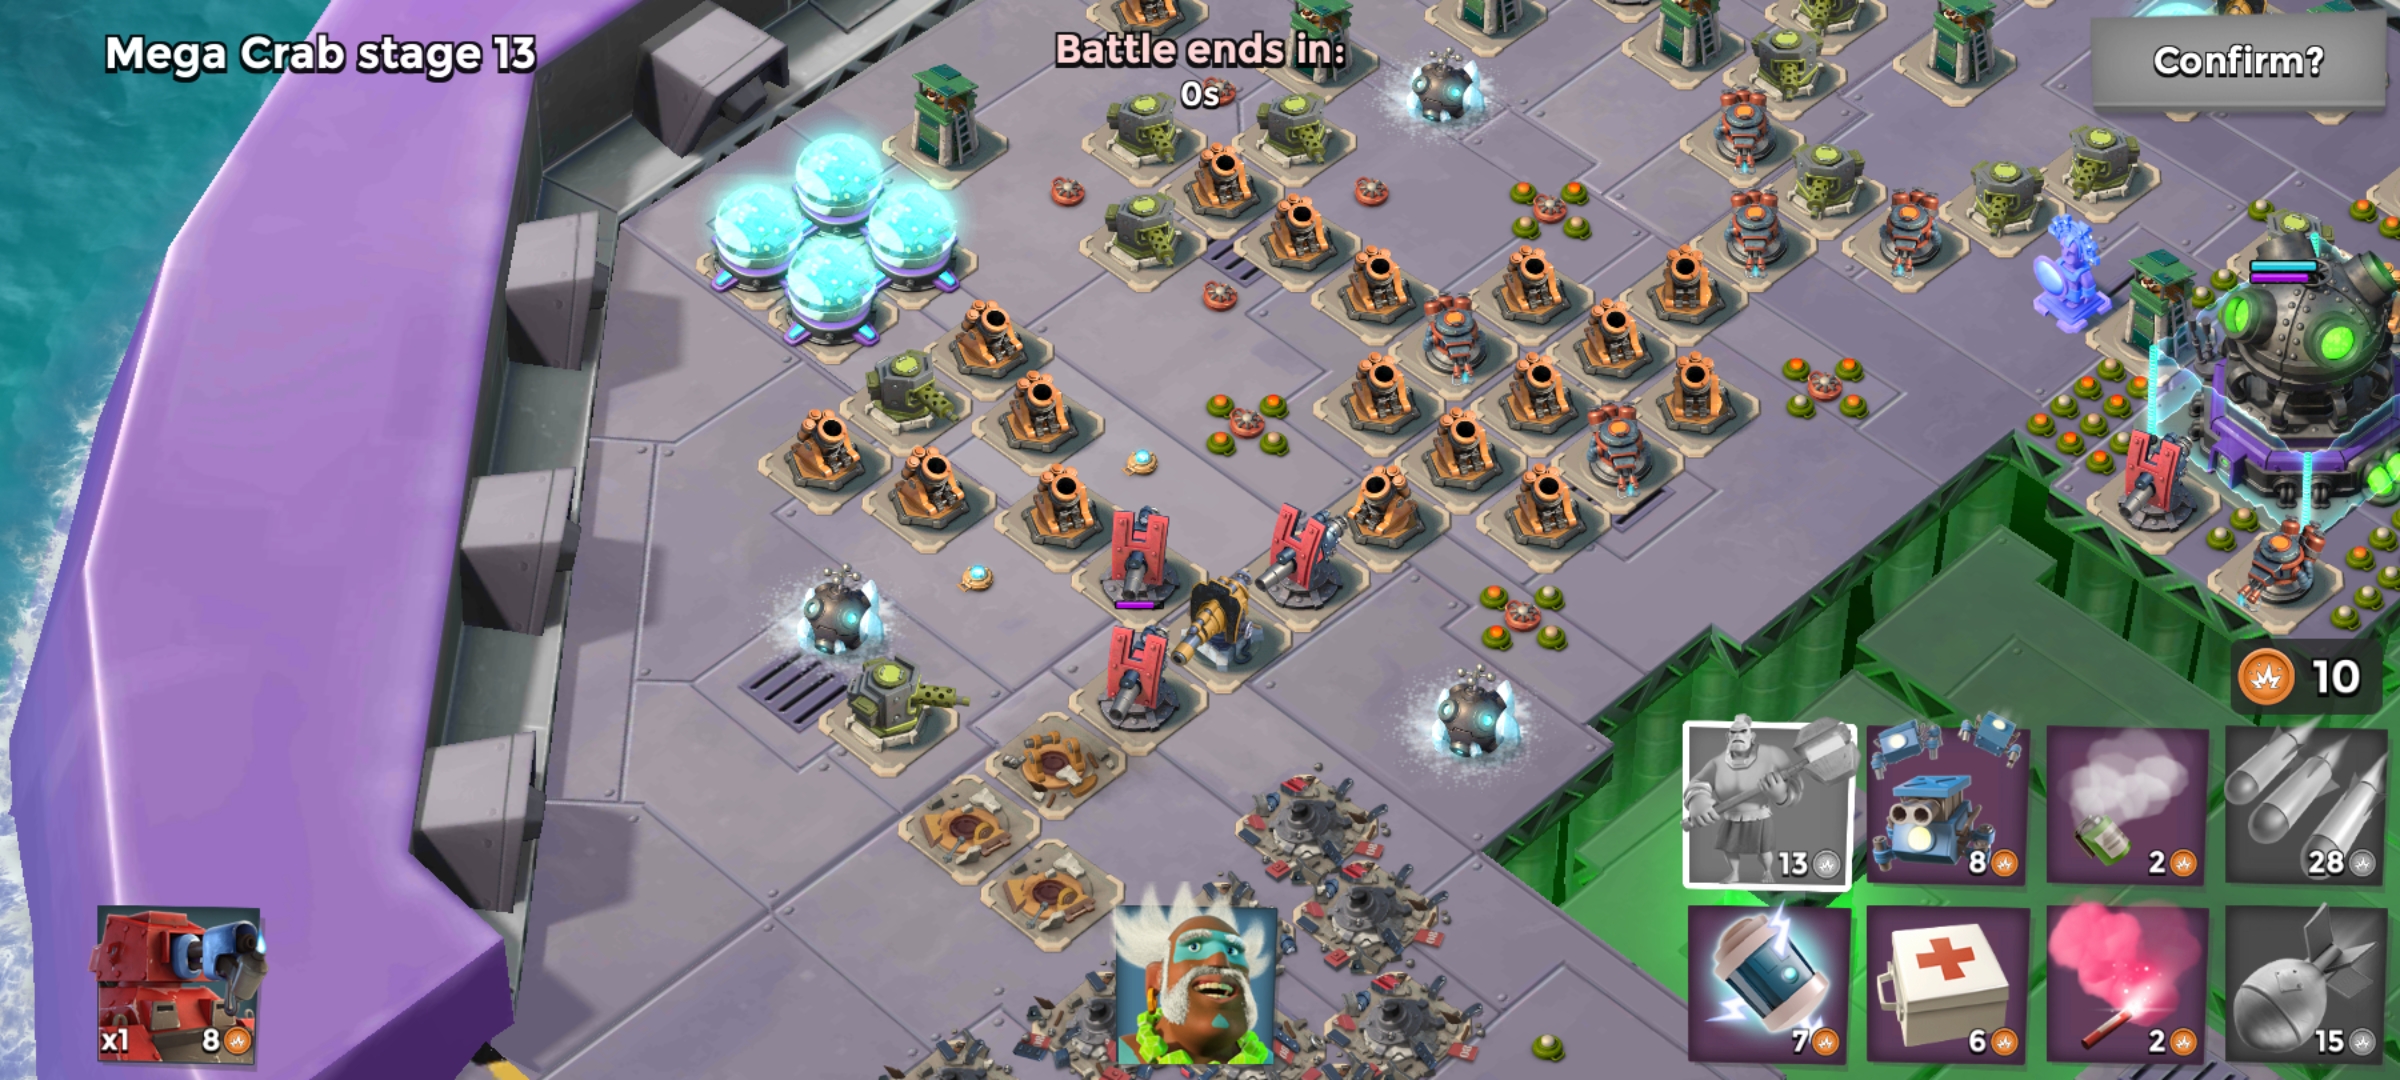 Mega Crab stage 13
Battle ends in:
0s
Confirm?
10
13
8
2
28
x1
8
7
6
2
15